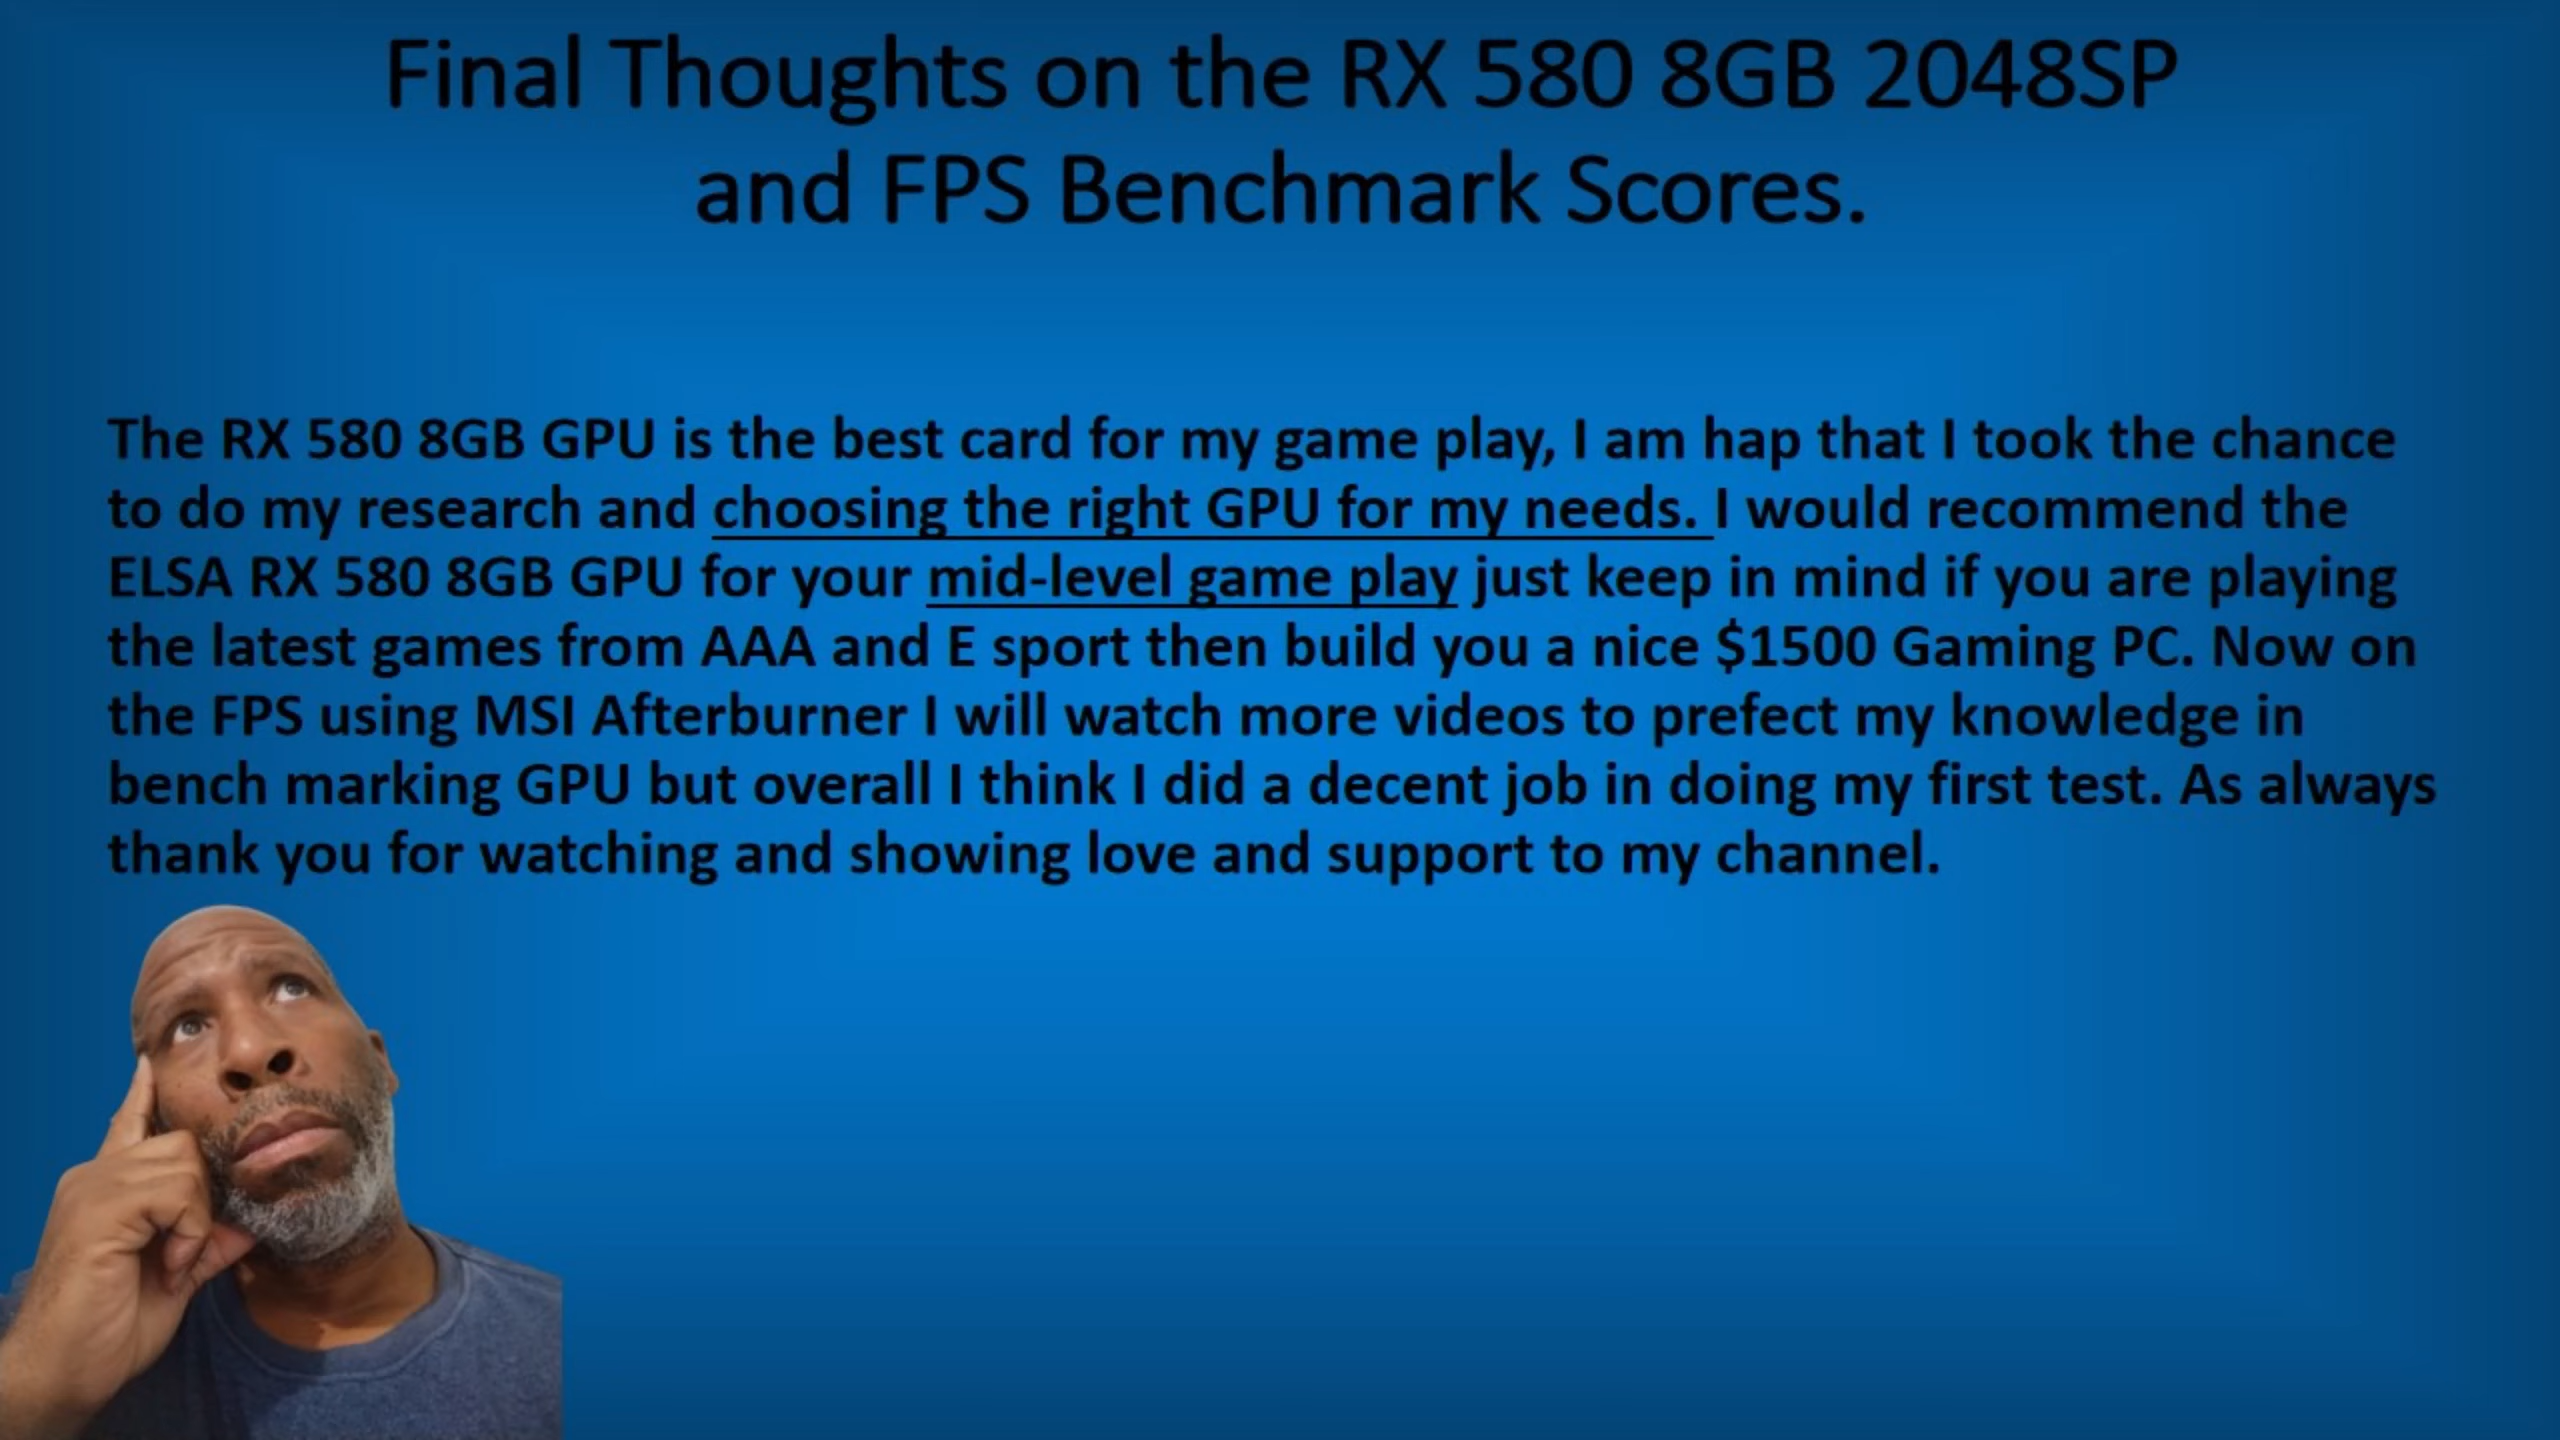 Final Thoughts on the RX 580 8GB 2048SP
and FPS Benchmark Scores.
The RX 580 8GB GPU is the best card for my game play, I am hap that I took the chance
to do my research and choosing the right GPU for my needs. I would recommend the
ELSA RX 580 8GB GPU for your mid-level game play just keep in mind if you are playing
the latest games from AAA and E sport then build you a nice $1500 Gaming PC. Now on
the FPS using MSI Afterburner I will watch more videos to prefect my knowledge in
bench marking GPU but overall I think I did a decent job in doing my first test. As always
thank you for watching and showing love and support to my channel.